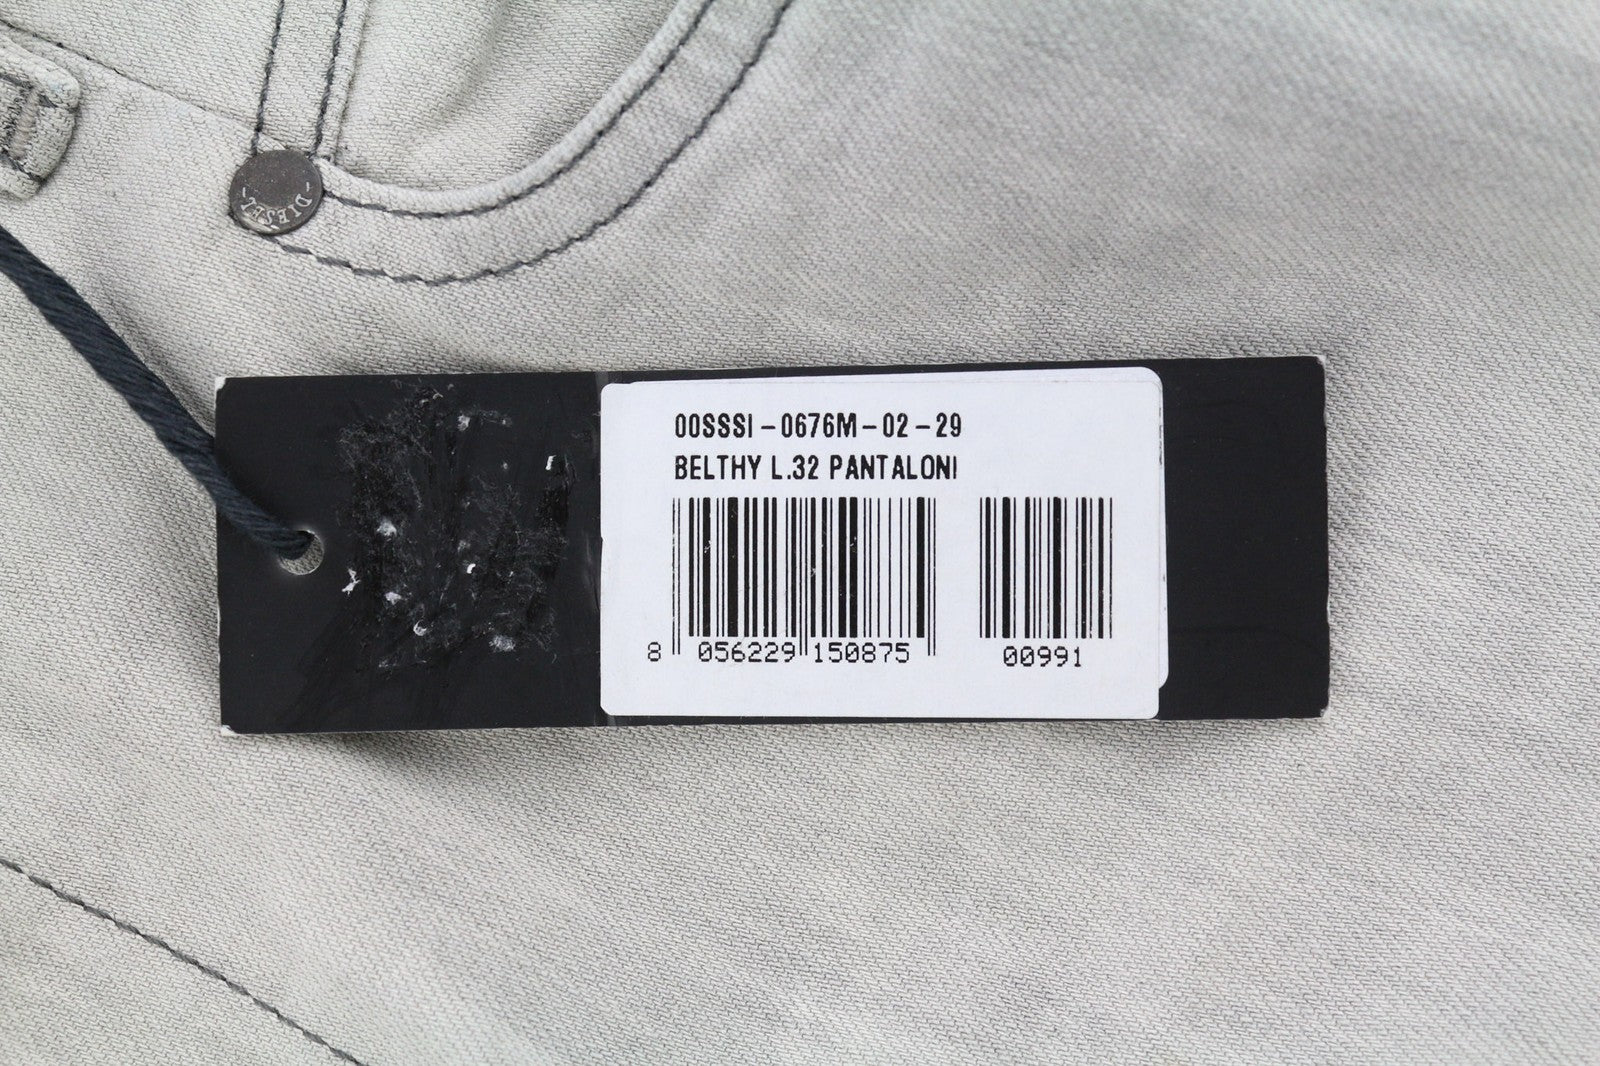 DIESEL
00SSSI-0676M-02-29
BELTHY L.32 PANTALONI
8 056229 150875 00991